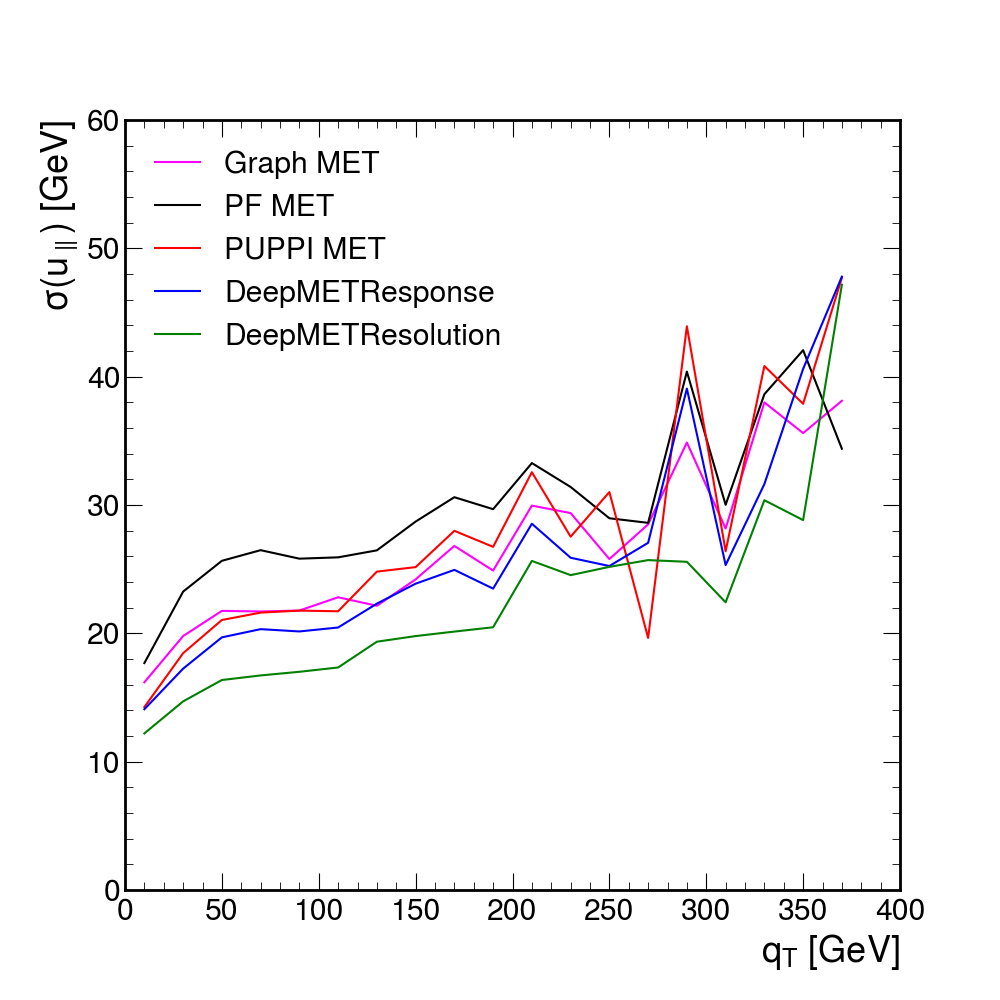 60
σ(u∥) [GeV]
Graph MET
PF MET
50
PUPPI MET
DeepMETResponse
DeepMETResolution
40
30
20
10
0
0 50 100 150 200 250 300 350 400
qT [GeV]